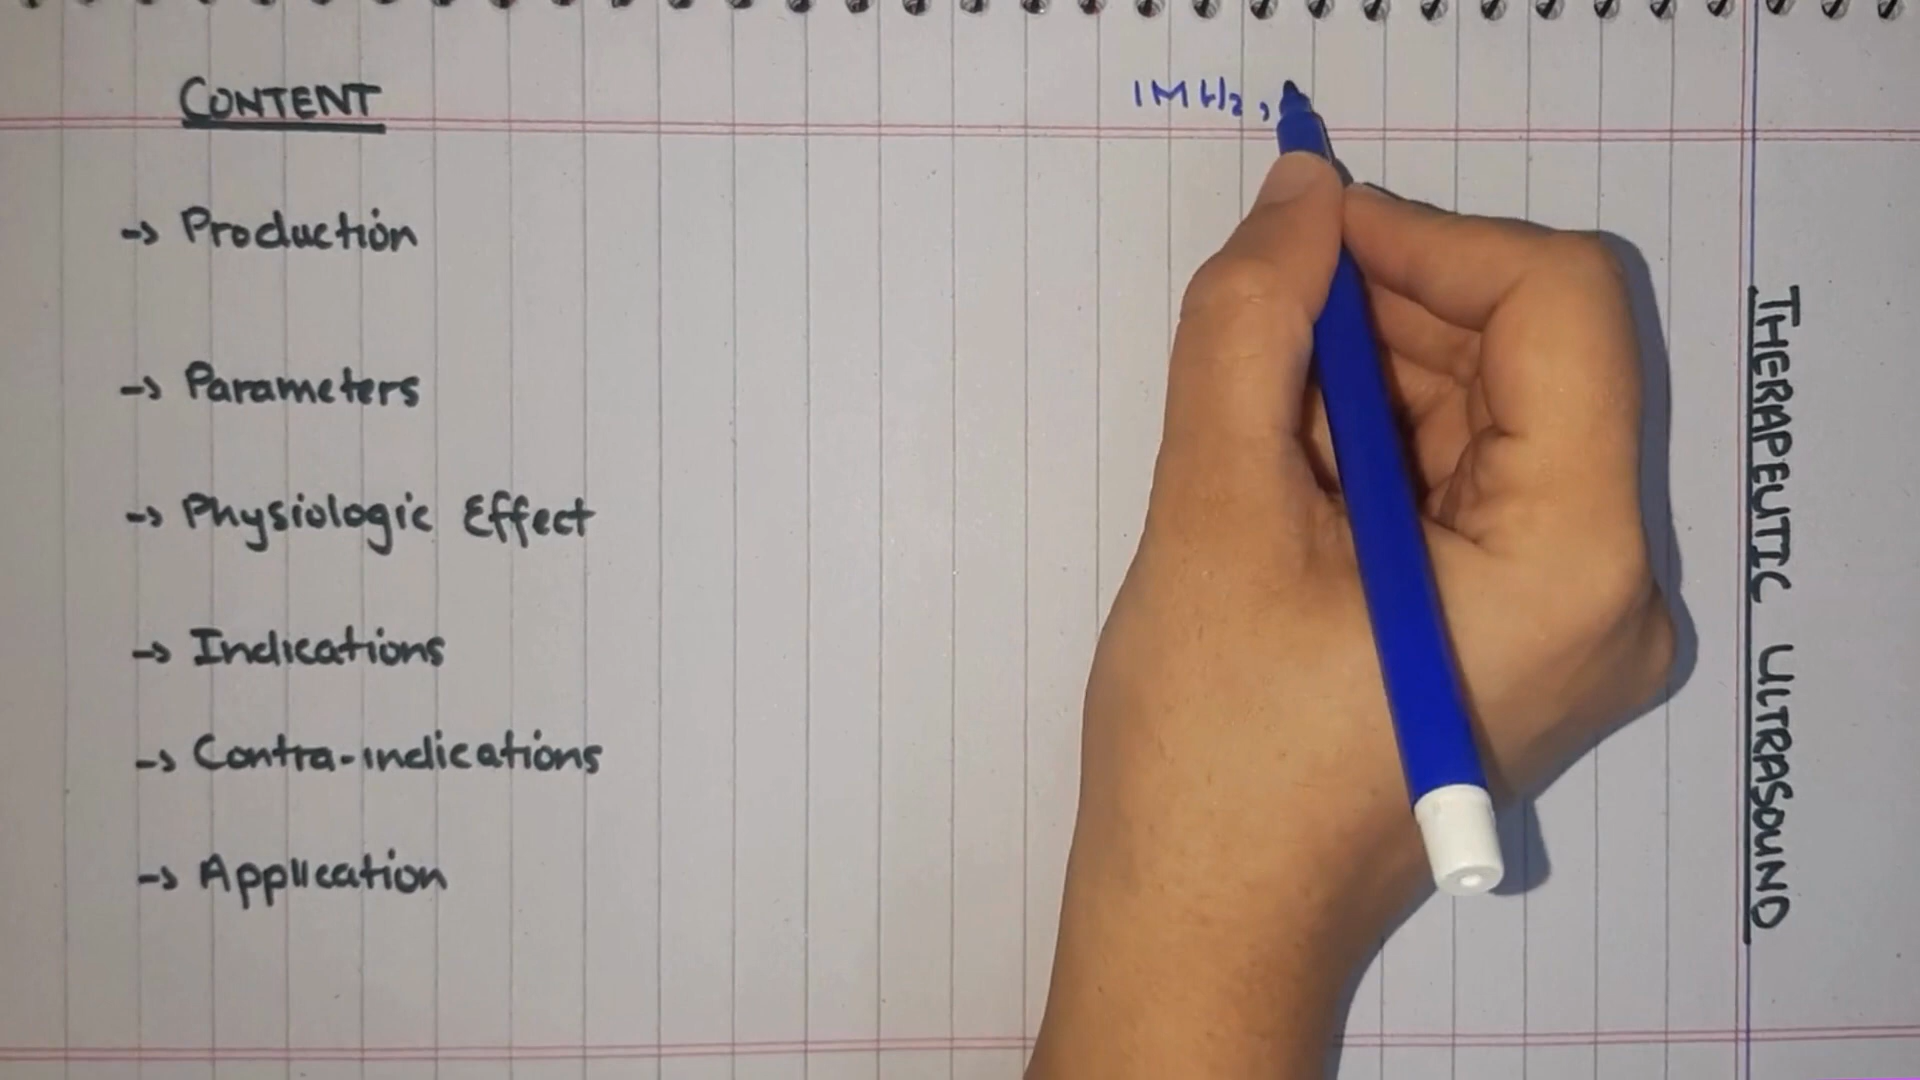 CONTENT
1MHz,
-> Production
-> Parameters
-> Physiologic Effect
-> Indications
-> Contra-indications
-> Application
THERAPEUTIC ULTRASOUND